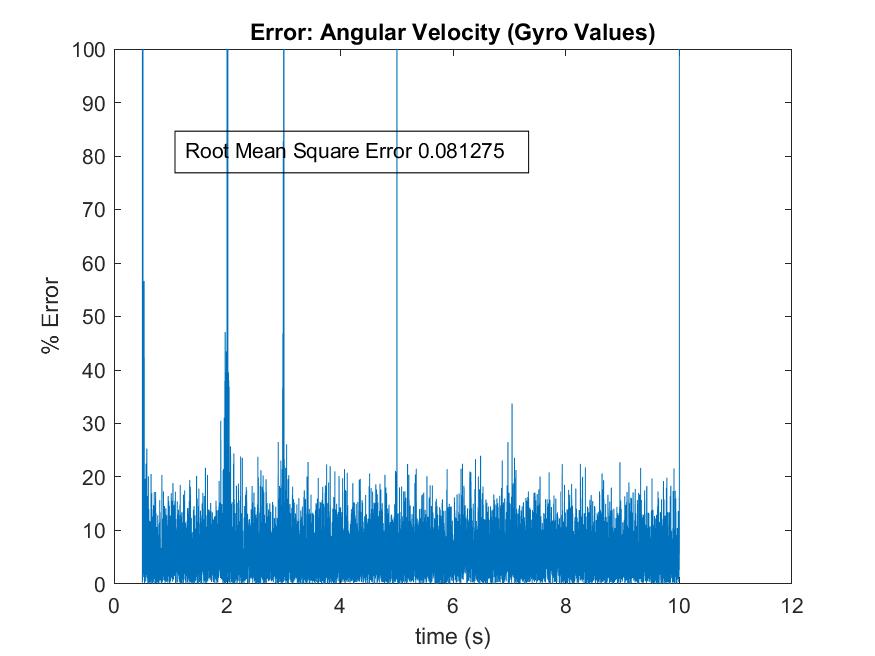 Error: Angular Velocity (Gyro Values)
100
90
80
70
60
50
40
30
20
10
0
% Error
Root Mean Square Error 0.081275
0 2 4 6 8 10 12
time (s)